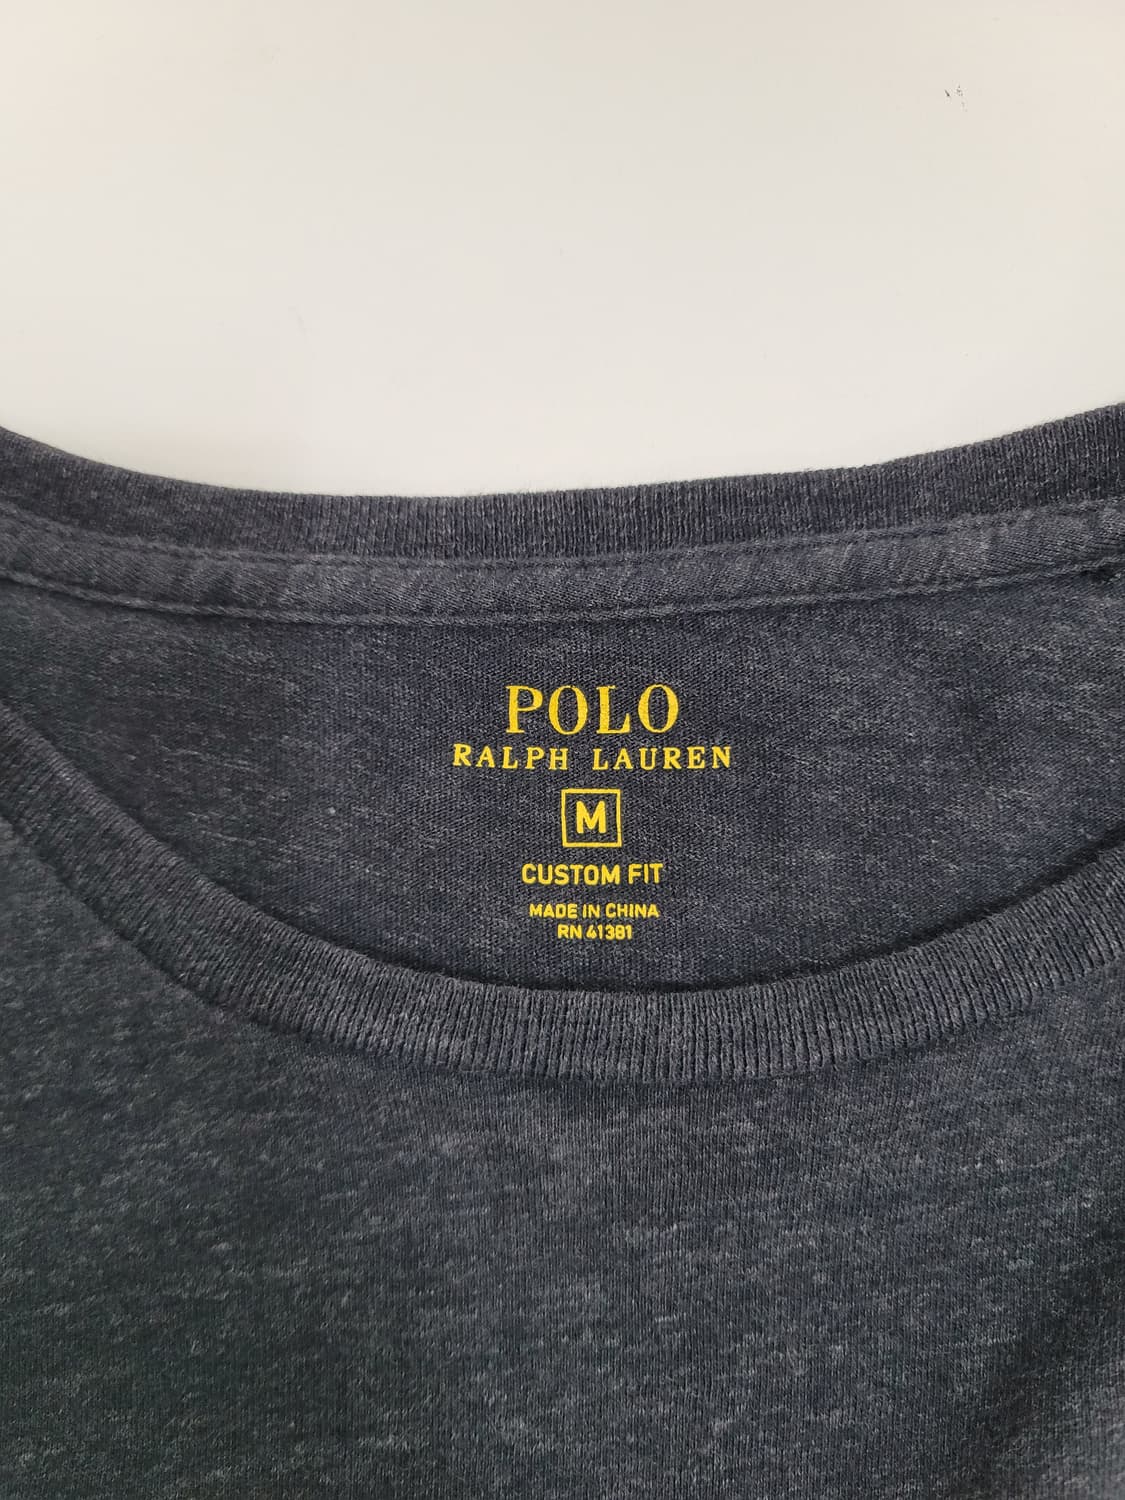 POLO
RALPH LAUREN
M
CUSTOM FIT
MADE IN CHINA
RN 41381